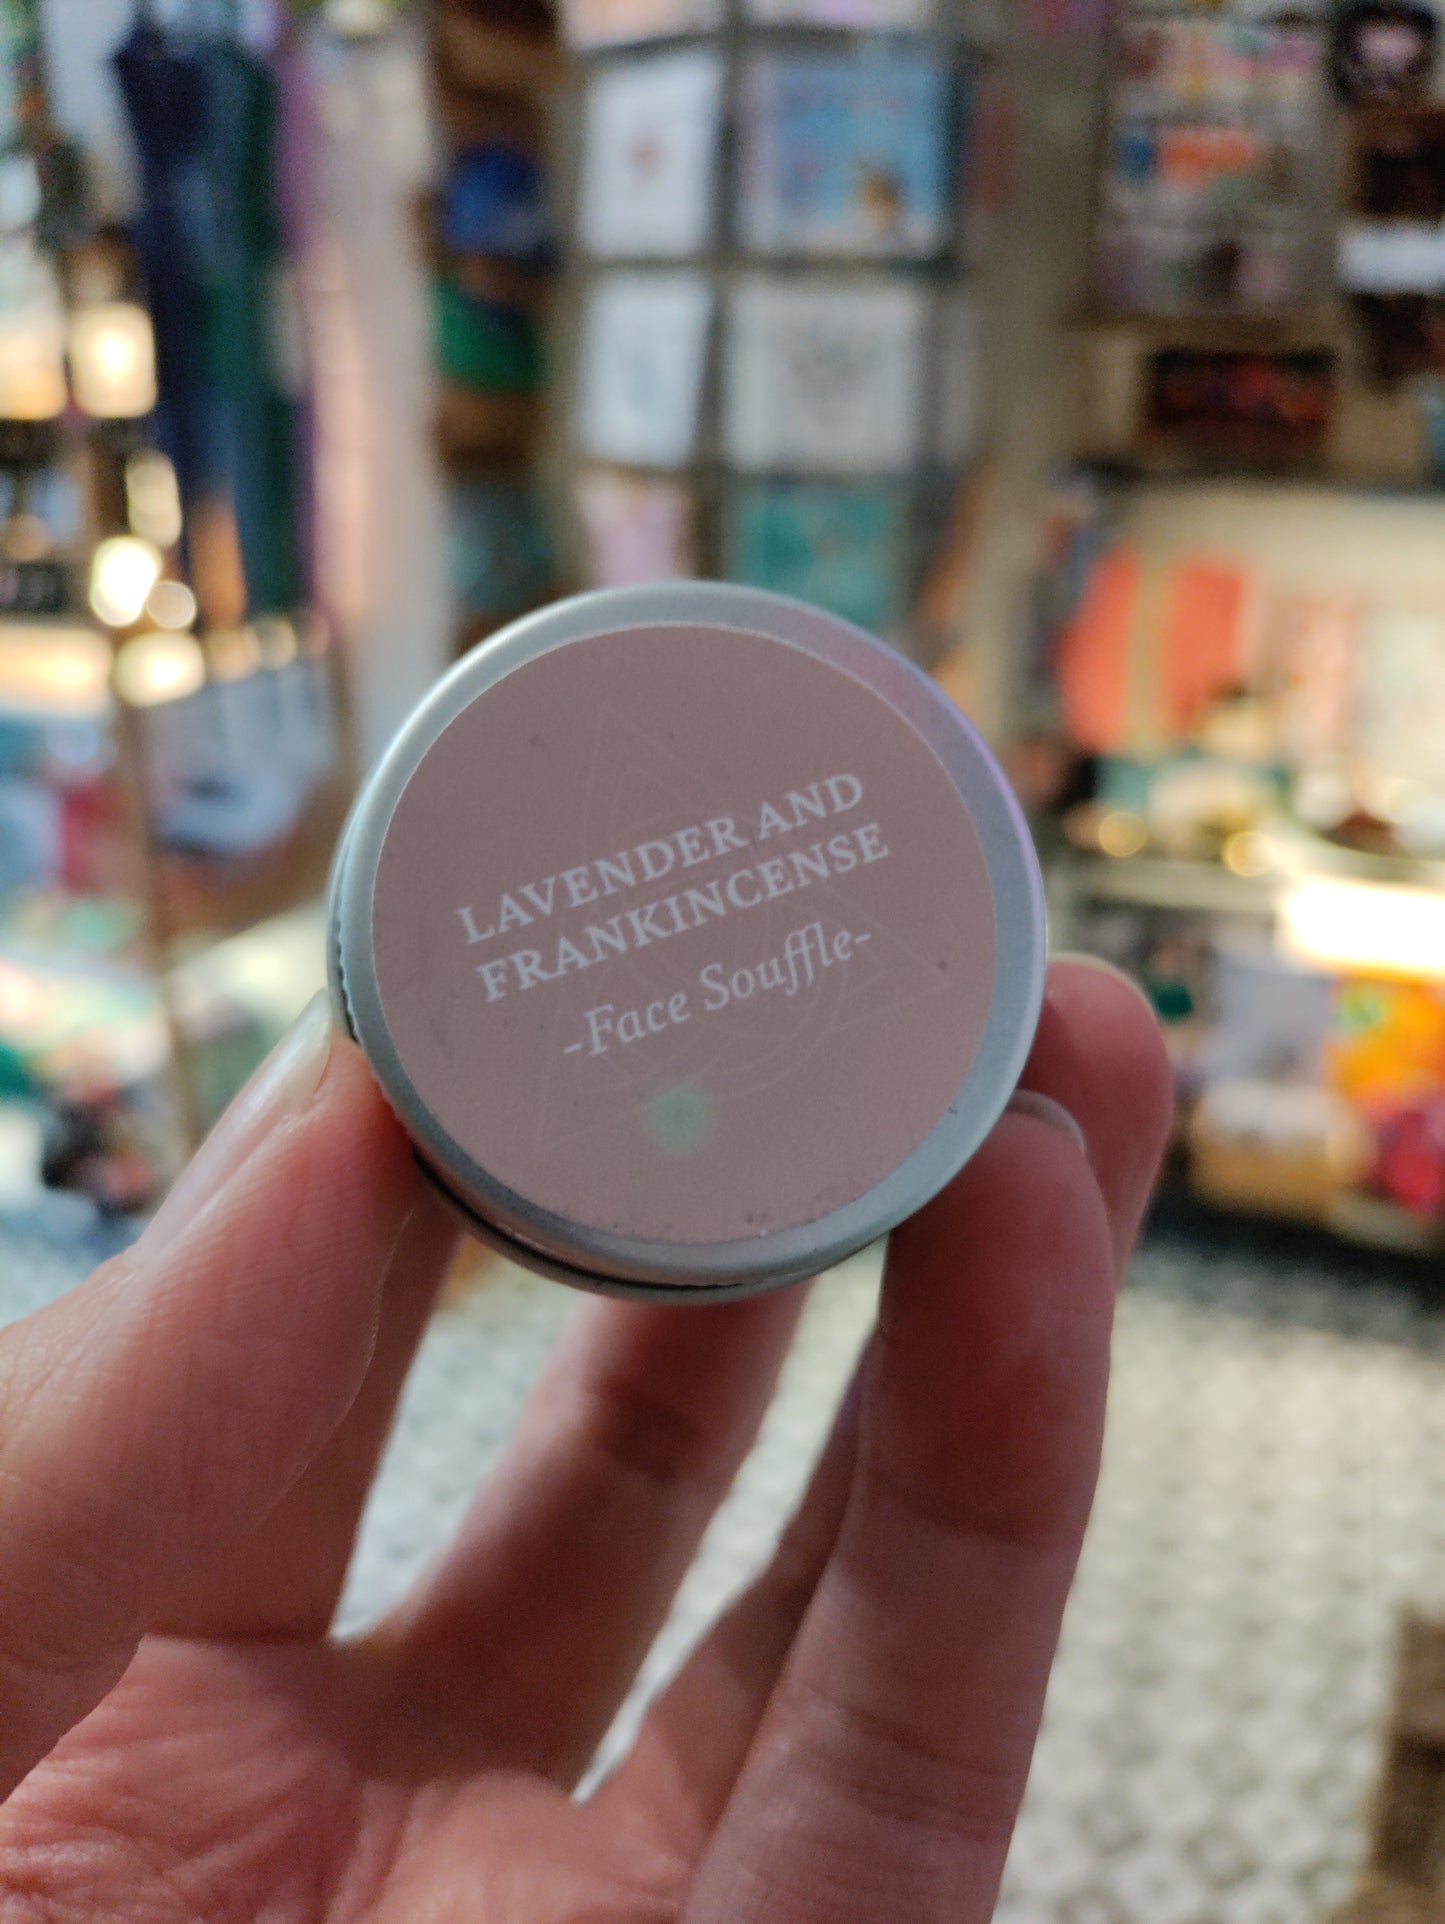 LAVENDER AND
FRANKINCENSE
-Face Souffle-